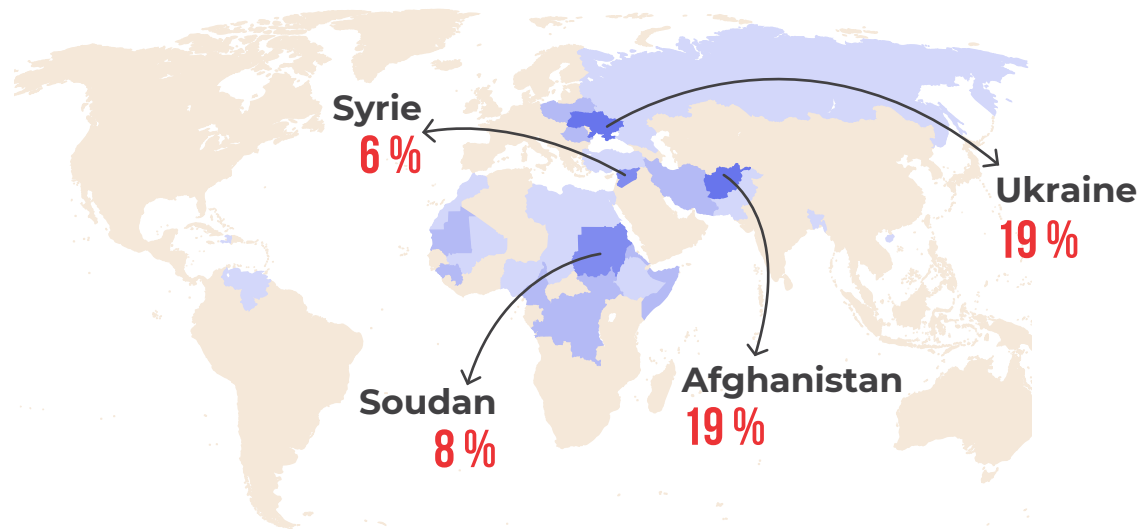 Syrie
6 %
Ukraine
19 %
Afghanistan
19 %
Soudan
8 %